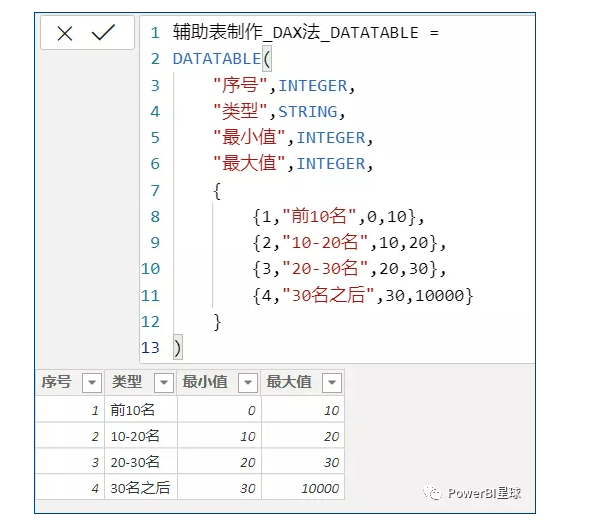 1 辅助表制作_DAX法_DATATABLE =
2 DATATABLE(
3 "序号",INTEGER,
4 "类型",STRING,
5 "最小值",INTEGER,
6 "最大值",INTEGER,
7 {
8 {1,"前10名",0,10},
9 {2,"10-20名",10,20},
10 {3,"20-30名",20,30},
11 {4,"30名之后",30,10000}
12 }
13 )
序号 类型 最小值 最大值
1 前10名 0 10
2 10-20名 10 20
3 20-30名 20 30
4 30名之后 30 10000
PowerBI星球